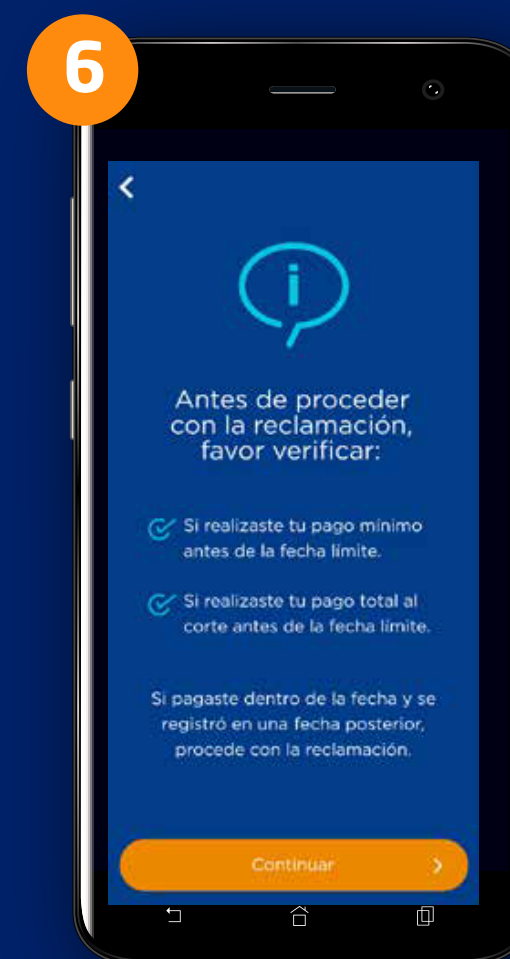 6
i
Antes de proceder
con la reclamación,
favor verificar:
Si realizaste tu pago mínimo
antes de la fecha límite.
Si realizaste tu pago total al
corte antes de la fecha límite.
Si pagaste dentro de la fecha y se
registró en una fecha posterior,
procede con la reclamación.
Continuar